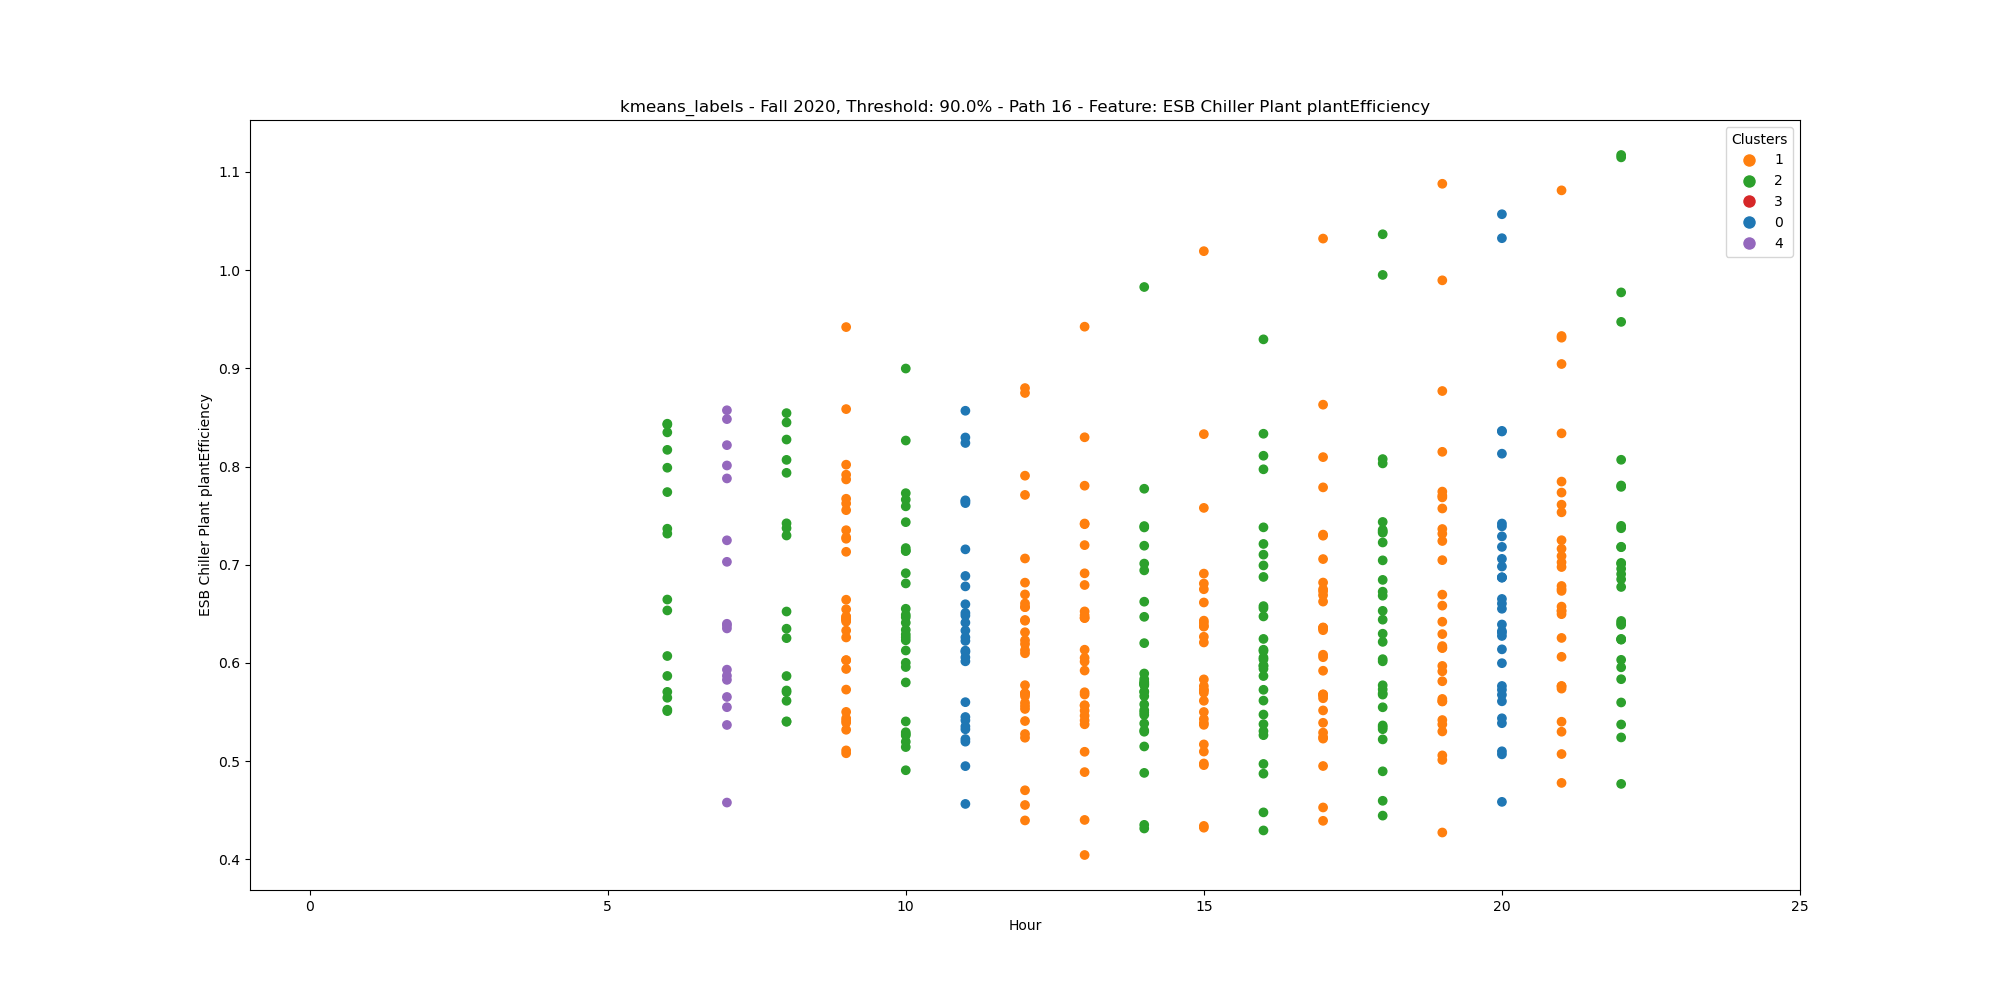 kmeans_labels - Fall 2020, Threshold: 90.0% - Path 16 - Feature: ESB Chiller Plant plantEfficiency
Clusters
1
2
3
0
4
1.1
1.0
0.9
0.8
0.7
0.6
0.5
0.4
ESB Chiller Plant plantEfficiency
0 5 10 15 20 25
Hour